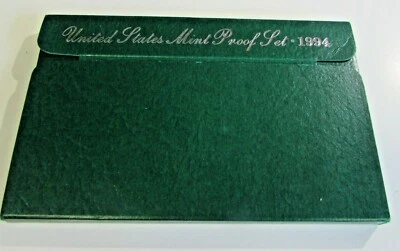 United States Mint Proof Set - 1994